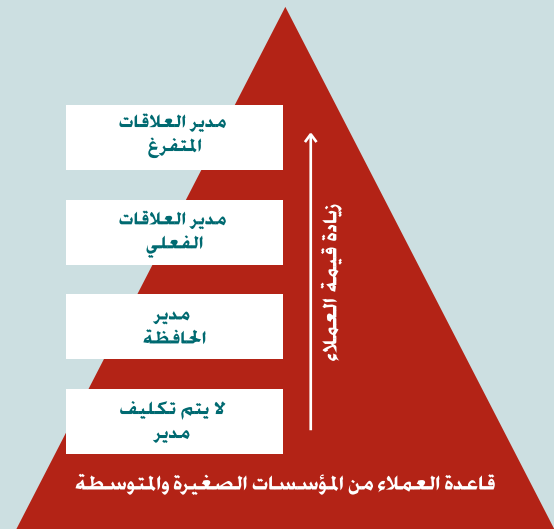 مدير العلاقات
المتفرغ
مدير العلاقات
الفعلي
مدير
الحافظة
لا يتم تكليف
مدير
زيادة قيمة العملاء
قاعدة العملاء من المؤسسات الصغيرة والمتوسطة